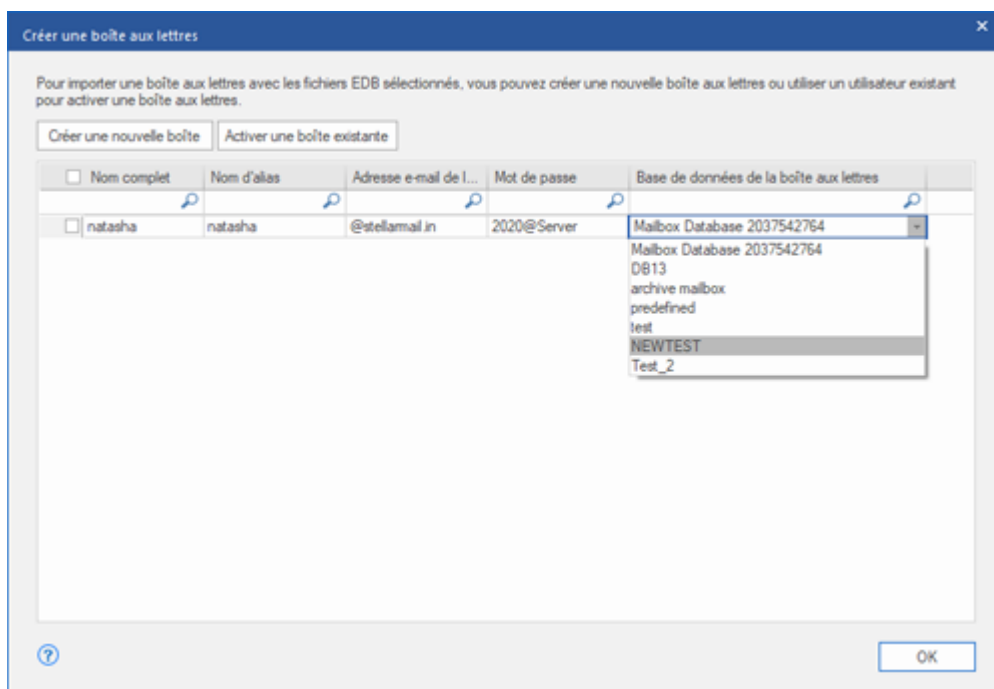 Créer une boîte aux lettres
Pour importer une boîte aux lettres avec les fichiers EDB sélectionnés, vous pouvez créer une nouvelle boîte aux lettres ou utiliser un utilisateur existant
pour activer une boîte aux lettres.
Créer une nouvelle boîte Activer une boîte existante
Nom complet Nom d'alias Adresse e-mail de l... Mot de passe Base de données de la boîte aux lettres
natasha natasha @stellarmail.in 2020@Server Mailbox Database 2037542764
Mailbox Database 2037542764
DB13
archive mailbox
predefined
test
NEWTEST
Test_2
? OK